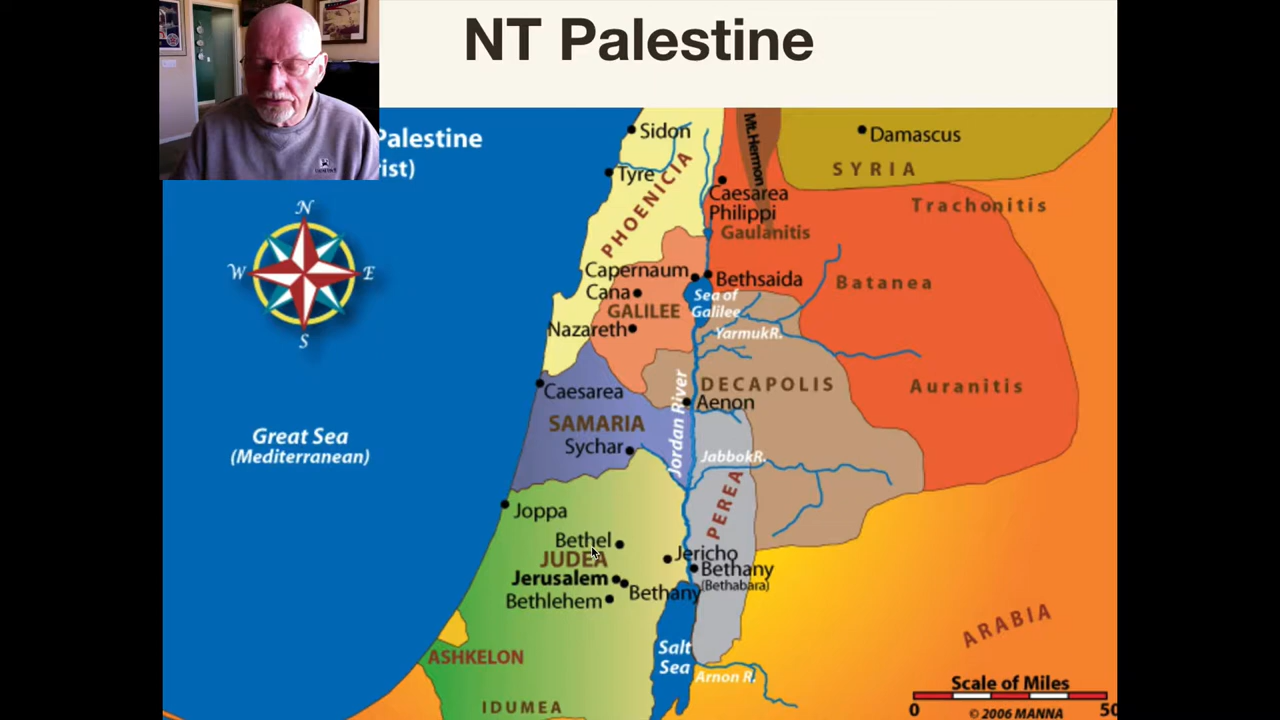 NT Palestine
Palestine
ist)
N
W
E
S
Great Sea
(Mediterranean)
Sidon
Tyre
PHOENICIA
Mt. Hermon
Damascus
SYRIA
Caesarea
Philippi
Gaulanitis
Trachonitis
Capernaum
Bethsaida
Batanea
Cana
Sea of
Galilee
GALILEE
Nazareth
Yarmuk R.
Caesarea
DECAPOLIS
Auranitis
Jordan River
Aenon
SAMARIA
Sychar
Jabbok R.
PEREA
Joppa
Bethel
JUDEA
Jericho
Jerusalem
Bethany
(Bethabara)
Bethany
Bethlehem
Salt
Sea
Arnon R.
ASHKELON
IDUMEA
ARABIA
Scale of Miles
0
50
© 2006 MANNA